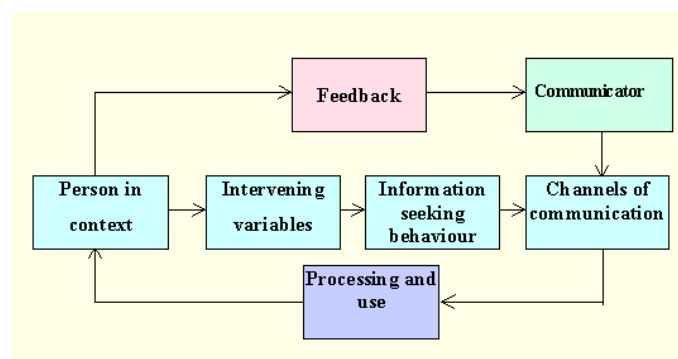 Feedback
Communicator
Person in
context
Intervening
variables
Information
seeking
behaviour
Channels of
communication
Processing and
use